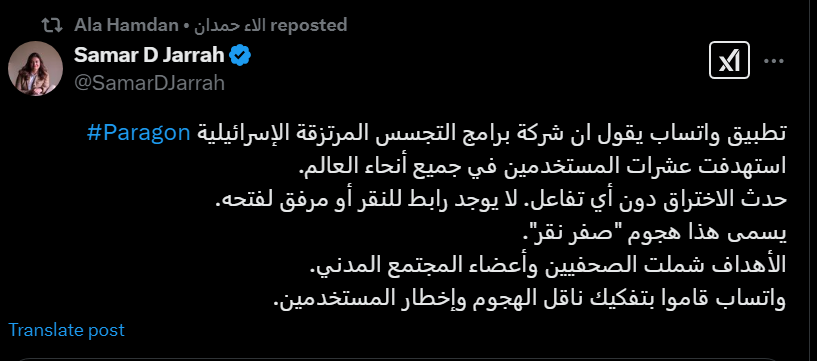 Ala Hamdan • الاء حمدان reposted
Samar D Jarrah
@SamarDJarrah
تطبيق واتساب يقول ان شركة برامج التجسس المرتزقة الإسرائيلية #Paragon
استهدفت عشرات المستخدمين في جميع أنحاء العالم.
حدث الاختراق دون أي تفاعل. لا يوجد رابط للنقر أو مرفق لفتحه.
يسمى هذا هجوم "صفر نقر".
الأهداف شملت الصحفيين وأعضاء المجتمع المدني.
واتساب قاموا بتفكيك ناقل الهجوم وإخطار المستخدمين.
Translate post